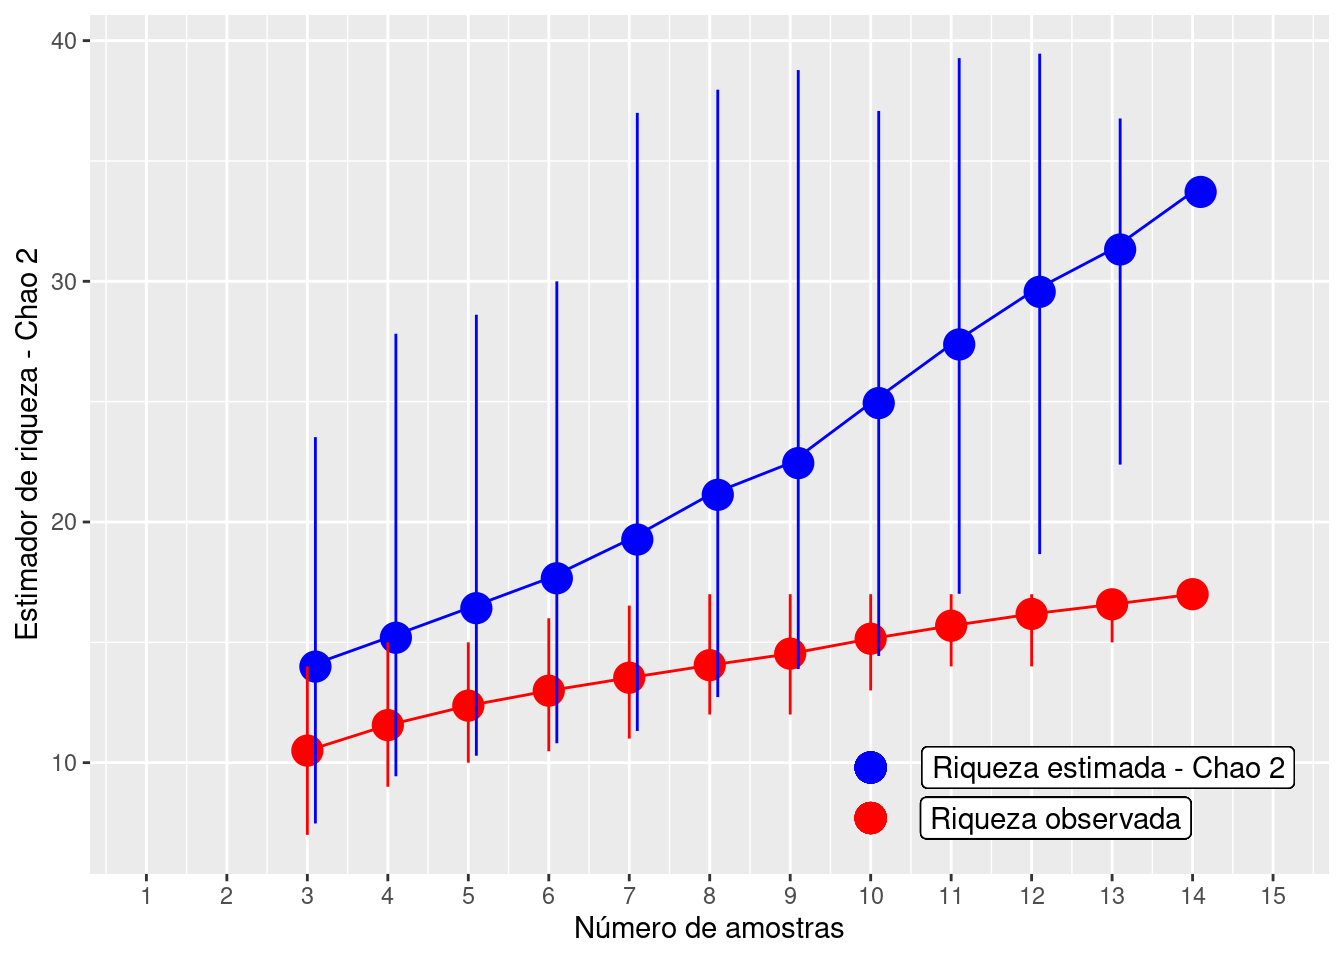 40
30
20
10
Estimador de riqueza - Chao 2
Riqueza estimada - Chao 2
Riqueza observada
1 2 3 4 5 6 7 8 9 10 11 12 13 14 15
Número de amostras